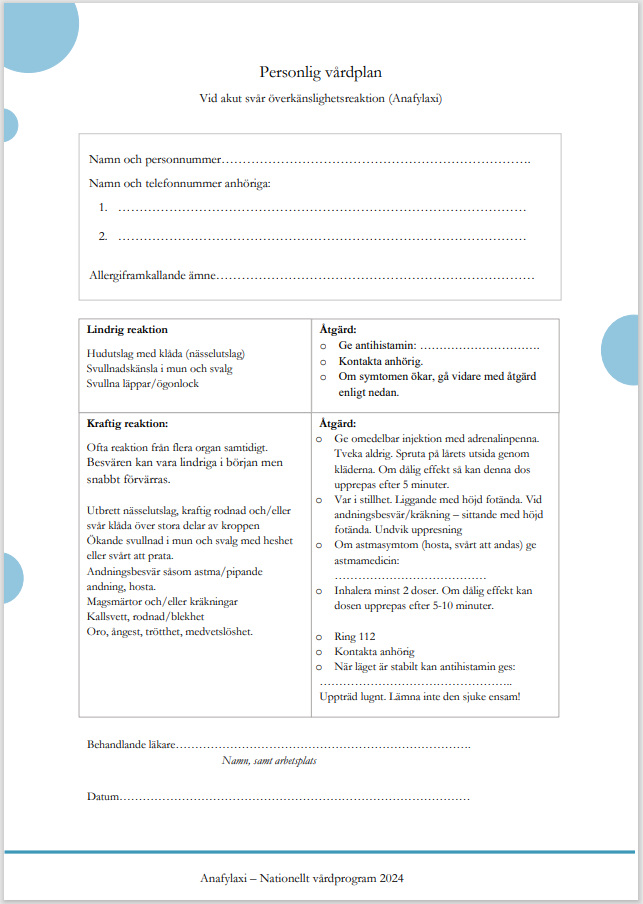 Personlig vårdplan
Vid akut svår överkänslighetsreaktion (Anafylaxi)
Namn och personnummer……………………………………………………………….
Namn och telefonnummer anhöriga:
1. ……………………………………………………………………………
2. ……………………………………………………………………………
Allergiframkallande ämne…………………………………………………………………
Lindrig reaktion
Hudutslag med klåda (nässelutslag)
Svullnadskänsla i mun och svalg
Svullna läppar/ögonlock
Åtgärd:
o Ge antihistamin: ………………………….
o Kontakta anhörig.
o Om symtomen ökar, gå vidare med åtgärd
enligt nedan.
Kraftig reaktion:
Ofta reaktion från flera organ samtidigt.
Besvären kan vara lindriga i början men
snabbt förvärras.
Utbrett nässelutslag, kraftig rodnad och/eller
svår klåda över stora delar av kroppen
Ökande svullnad i mun och svalg med heshet
eller svårt att prata.
Andningsbesvär såsom astma/pipande
andning, hosta.
Magsmärtor och/eller kräkningar
Kallsvett, rodnad/blekhet
Oro, ångest, trötthet, medvetslöshet.
Åtgärd:
o Ge omedelbar injektion med adrenalinpenna.
Tveka aldrig. Spruta på lårets utsida genom
kläderna. Om dålig effekt så kan denna dos
upprepas efter 5 minuter.
o Var i stillhet. Liggande med höjd fotända. Vid
andningsbesvär/kräkning – sittande med höjd
fotända. Undvik uppresning
o Om astmasymtom (hosta, svårt att andas) ge
astmamedicin:
…………………………………
o Inhalera minst 2 doser. Om dålig effekt kan
dosen upprepas efter 5-10 minuter.
o Ring 112
o Kontakta anhörig
o När läget är stabilt kan antihistamin ges:
…………………………………………..
Uppträd lugnt. Lämna inte den sjuke ensam!
Behandlande läkare……………………………………………………………….
Namn, samt arbetsplats
Datum……………………………………………………………………………
Anafylaxi – Nationellt vårdprogram 2024